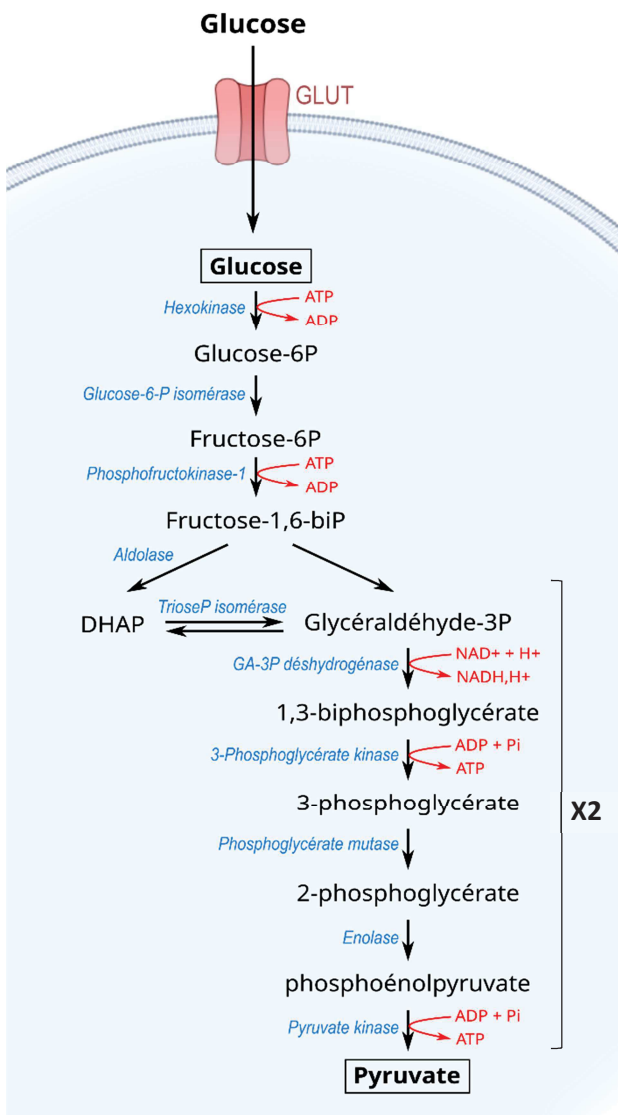 Glucose
GLUT
Glucose
Hexokinase
ATP
ADP
Glucose-6P
Glucose-6-P isomérase
Fructose-6P
Phosphofructokinase-1
ATP
ADP
Fructose-1,6-biP
Aldolase
TrioseP isomérase
DHAP
Glycéraldéhyde-3P
GA-3P déshydrogénase
NAD+ + H+
NADH,H+
1,3-biphosphoglycérate
3-Phosphoglycérate kinase
ADP + Pi
ATP
3-phosphoglycérate
X2
Phosphoglycérate mutase
2-phosphoglycérate
Enolase
phosphoénolpyruvate
Pyruvate kinase
ADP + Pi
ATP
Pyruvate